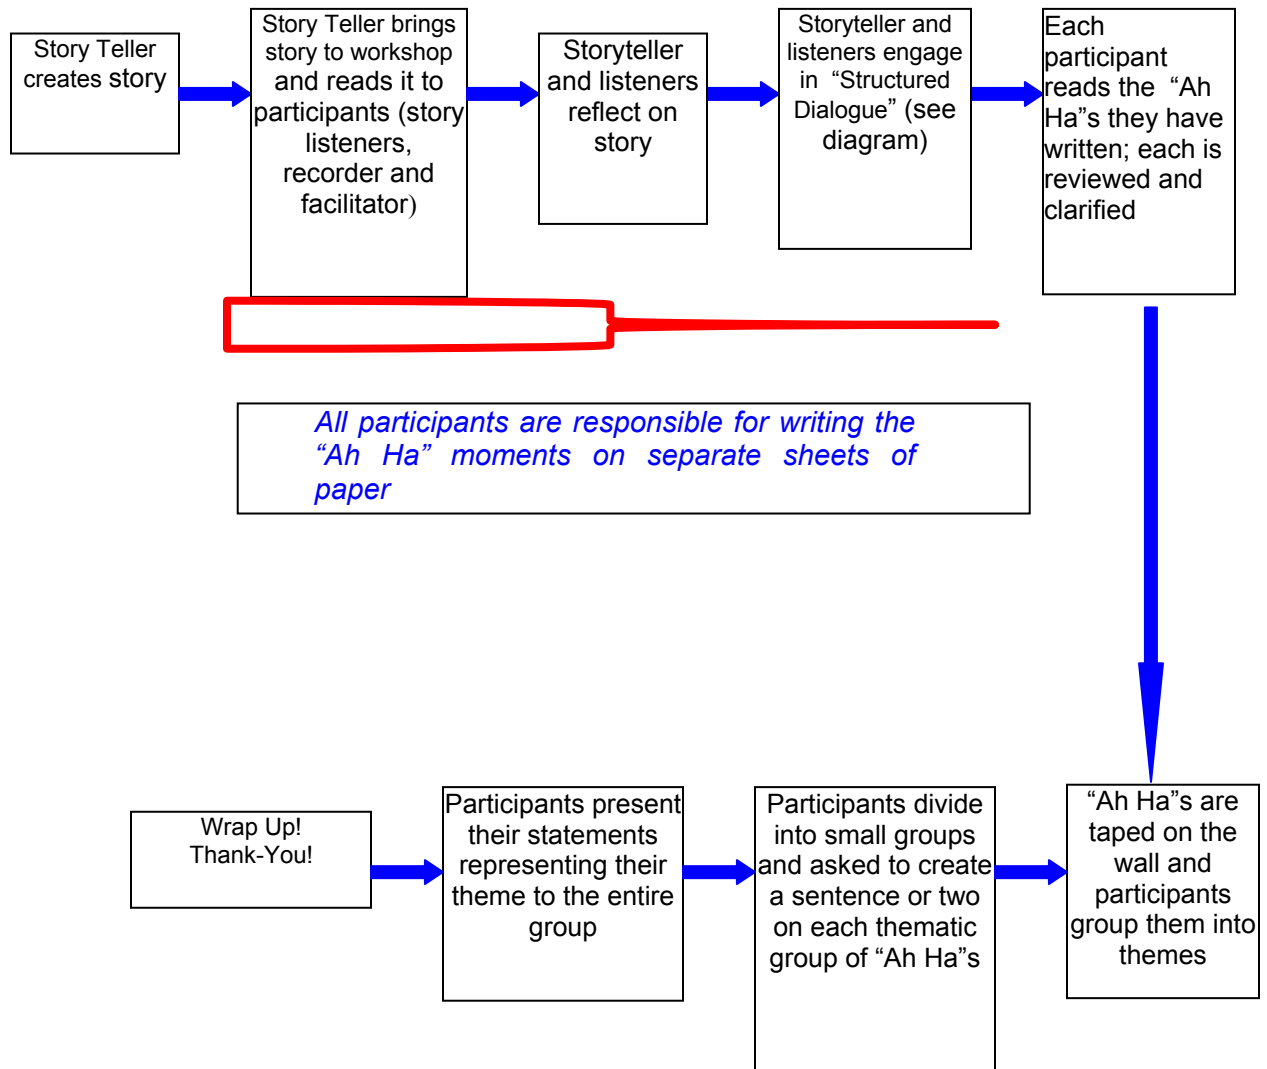 Story Teller
creates story
Story Teller brings
story to workshop
and reads it to
participants (story
listeners,
recorder and
facilitator)
Storyteller
and listeners
reflect on
story
Storyteller and
listeners engage
in “Structured
Dialogue” (see
diagram)
Each
participant
reads the “Ah
Ha”s they have
written; each is
reviewed and
clarified
All participants are responsible for writing the
“Ah Ha” moments on separate sheets of
paper
Wrap Up!
Thank-You!
Participants present
their statements
representing their
theme to the entire
group
Participants divide
into small groups
and asked to create
a sentence or two
on each thematic
group of “Ah Ha”s
“Ah Ha”s are
taped on the
wall and
participants
group them into
themes